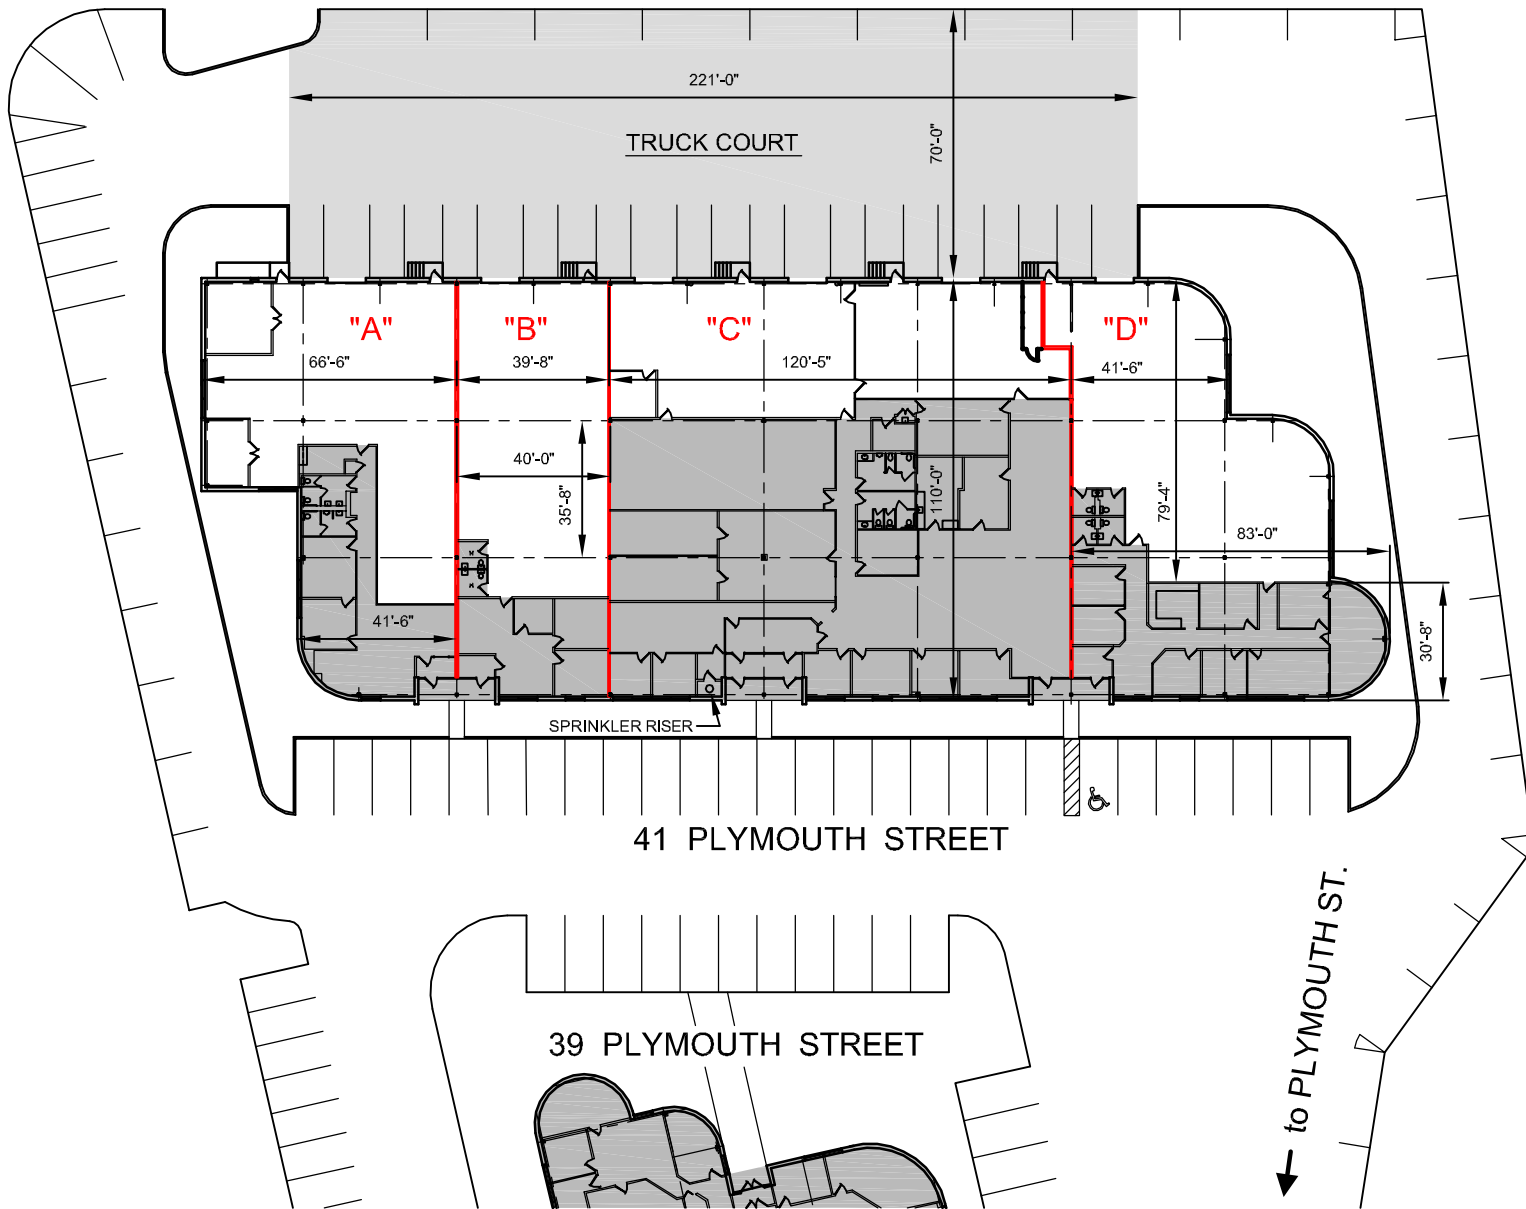 221'-0"
TRUCK COURT
70'-0"
"A"
"B"
"C"
"D"
66'-6"
39'-8"
120'-5"
41'-6"
40'-0"
35'-8"
110'-0"
79'-4"
83'-0"
41'-6"
30'-8"
SPRINKLER RISER
41 PLYMOUTH STREET
39 PLYMOUTH STREET
to PLYMOUTH ST.